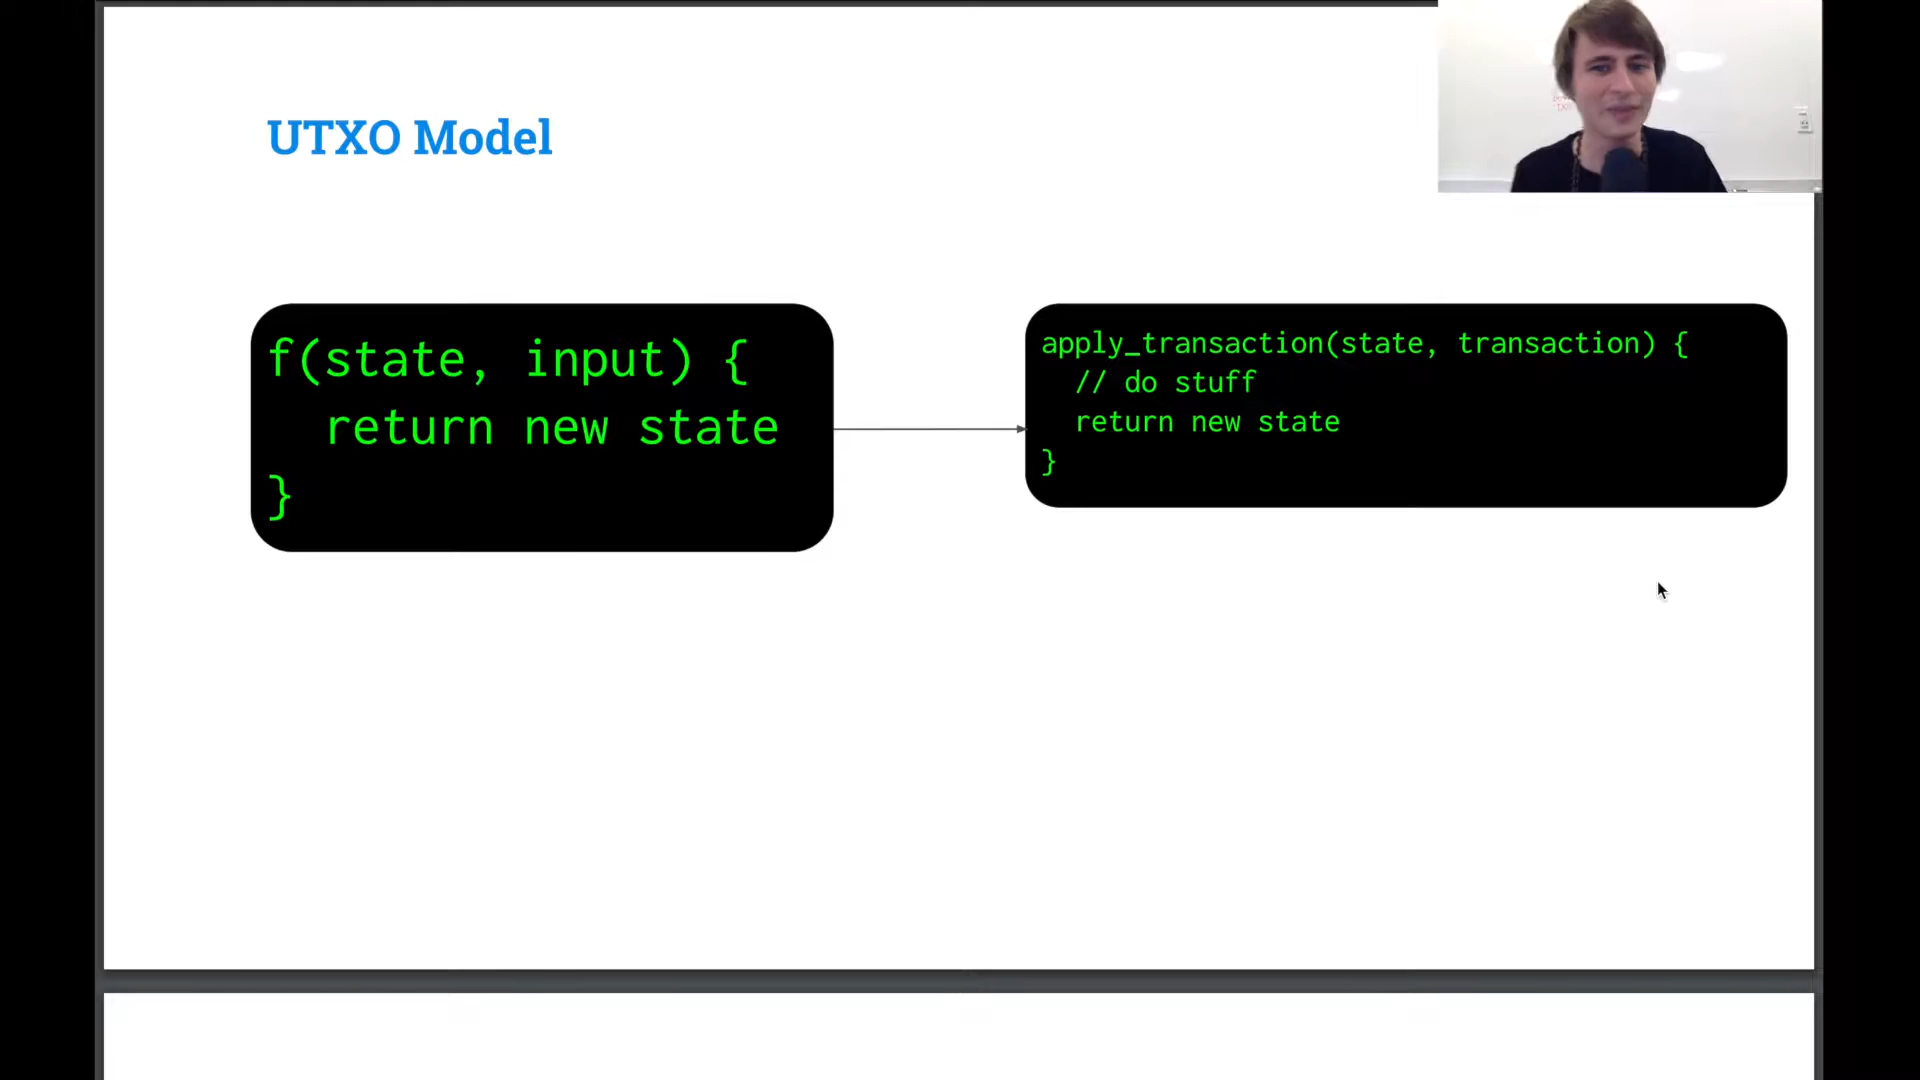 UTXO Model
f(state, input) {
return new state
}
apply_transaction(state, transaction) {
// do stuff
return new state
}